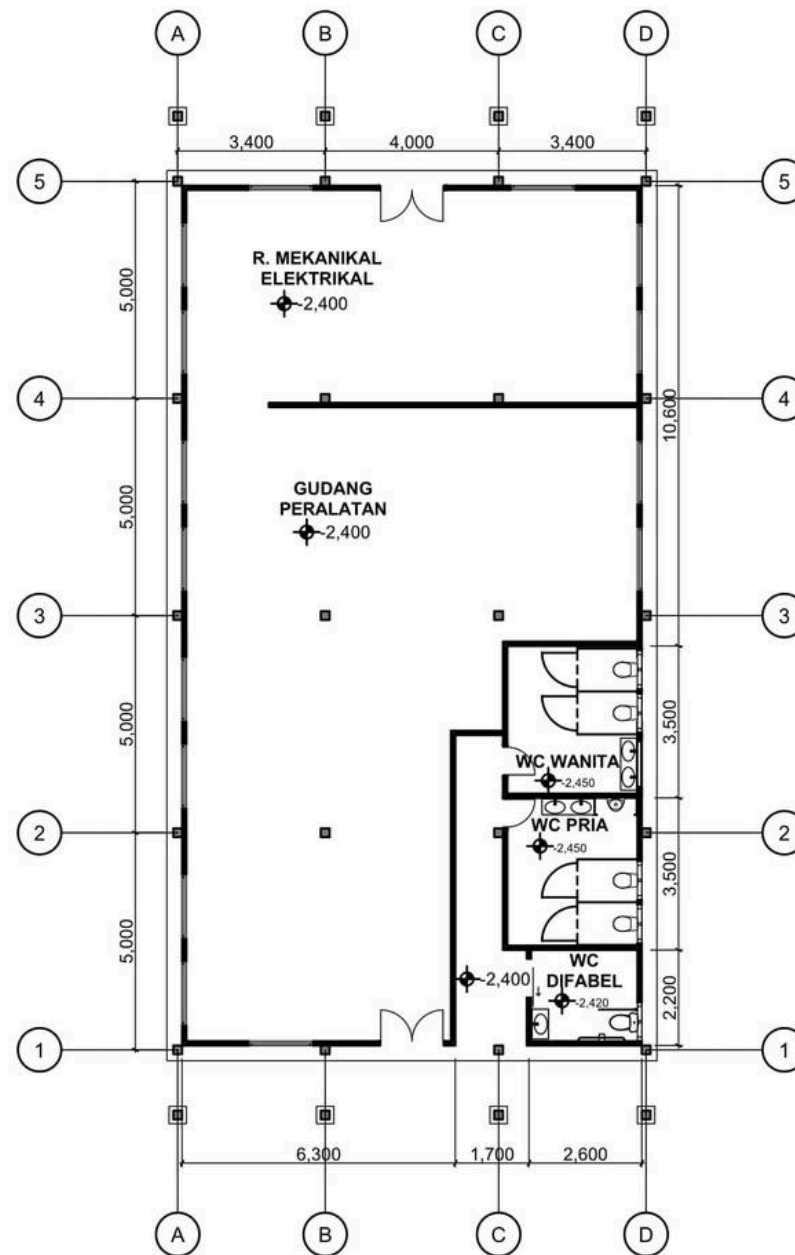 A B C D
3,400 4,000 3,400
5 5
R. MEKANIKAL
ELEKTRIKAL
-2,400
5,000
4 4
10,600
GUDANG
PERALATAN
-2,400
5,000
3 3
3,500
5,000
WC WANITA
-2,450
WC PRIA
-2,450
2 2
3,500
5,000
WC
DIFABEL
-2,400
-2,420
2,200
1 1
6,300 1,700 2,600
A B C D